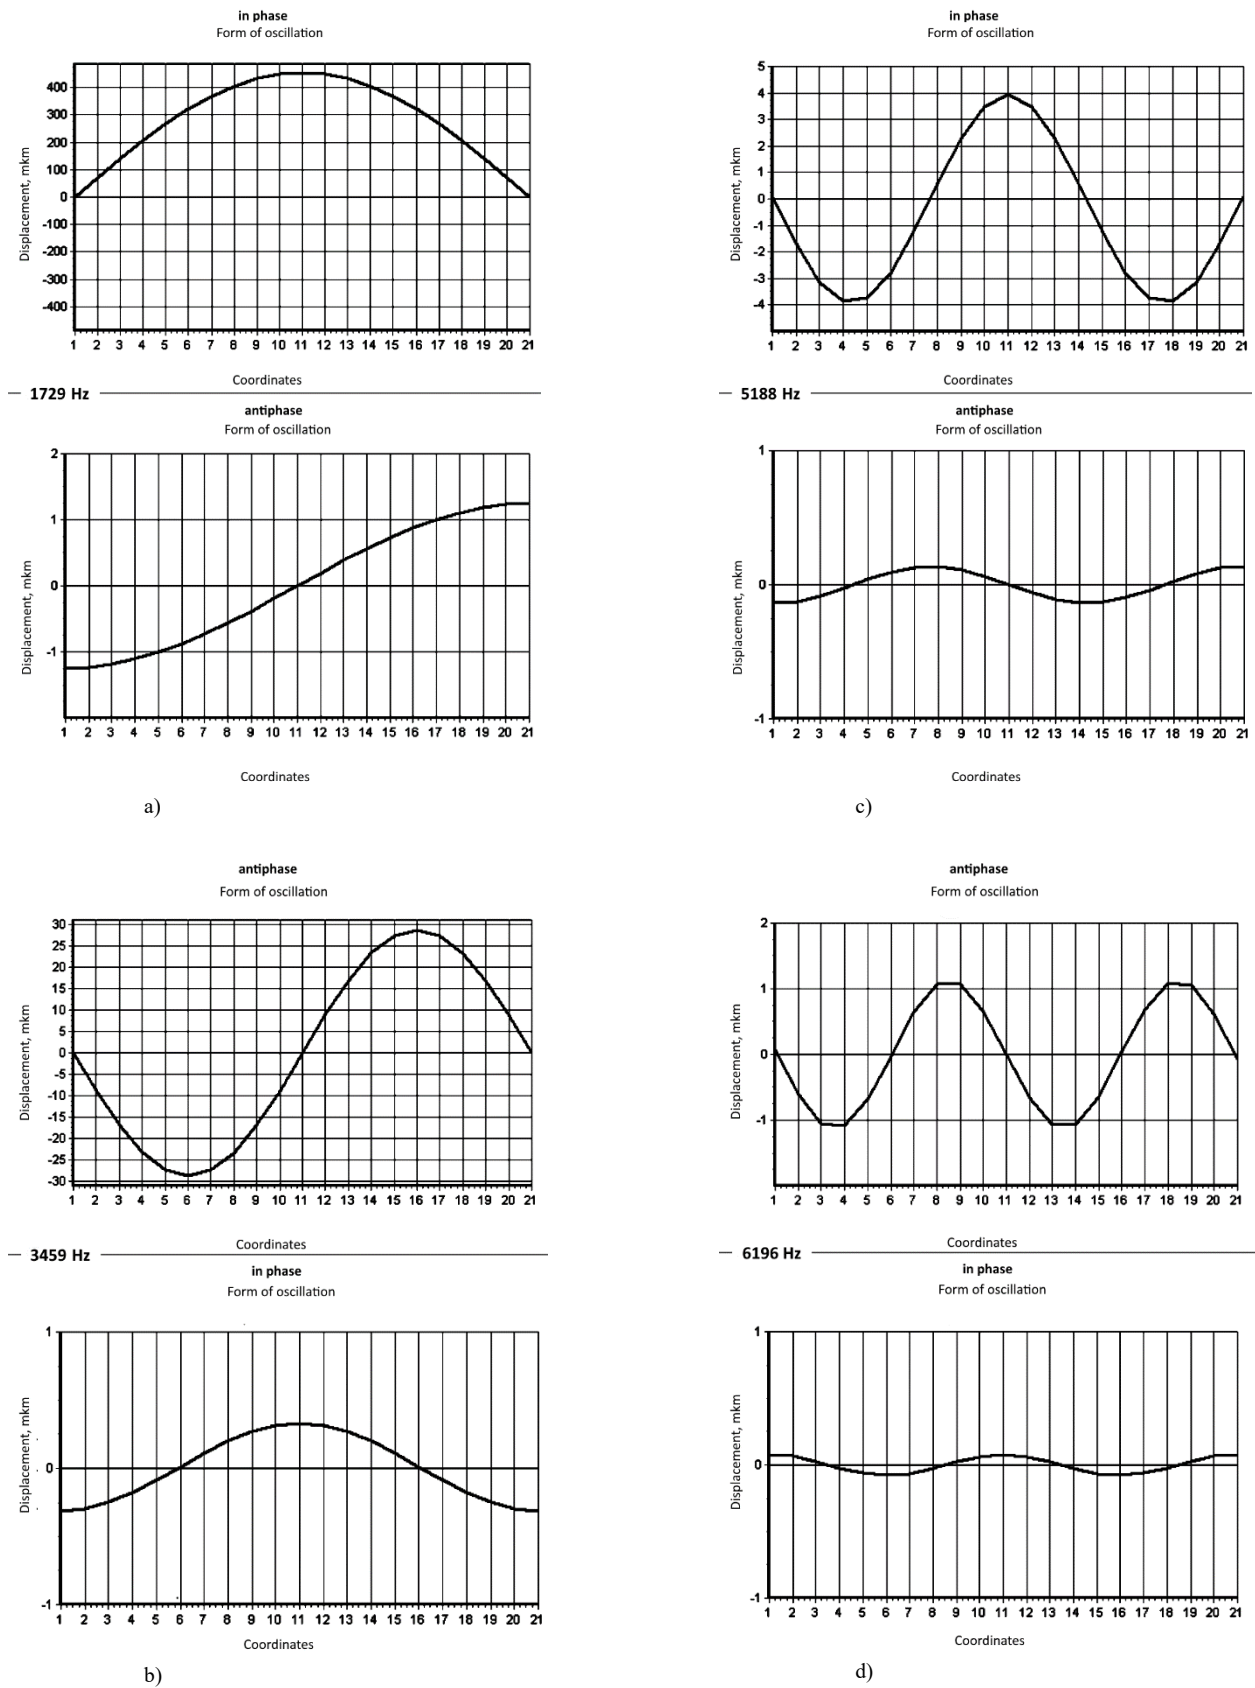 in phase
Form of oscillation
400
300
200
100
0
-100
-200
-300
-400
Displacement, mkm
1 2 3 4 5 6 7 8 9 10 11 12 13 14 15 16 17 18 19 20 21
Coordinates
1729 Hz
antiphase
Form of oscillation
2
1
0
-1
Displacement, mkm
1 2 3 4 5 6 7 8 9 10 11 12 13 14 15 16 17 18 19 20 21
Coordinates
a)
in phase
Form of oscillation
5
4
3
2
1
0
-1
-2
-3
-4
Displacement, mkm
1 2 3 4 5 6 7 8 9 10 11 12 13 14 15 16 17 18 19 20 21
Coordinates
5188 Hz
antiphase
Form of oscillation
1
0
-1
Displacement, mkm
1 2 3 4 5 6 7 8 9 10 11 12 13 14 15 16 17 18 19 20 21
Coordinates
c)
antiphase
Form of oscillation
30
25
20
15
10
5
0
-5
-10
-15
-20
-25
-30
Displacement, mkm
1 2 3 4 5 6 7 8 9 10 11 12 13 14 15 16 17 18 19 20 21
Coordinates
3459 Hz
in phase
Form of oscillation
1
0
-1
Displacement, mkm
1 2 3 4 5 6 7 8 9 10 11 12 13 14 15 16 17 18 19 20 21
Coordinates
b)
antiphase
Form of oscillation
2
1
0
-1
Displacement, mkm
1 2 3 4 5 6 7 8 9 10 11 12 13 14 15 16 17 18 19 20 21
Coordinates
6196 Hz
in phase
Form of oscillation
1
0
-1
Displacement, mkm
1 2 3 4 5 6 7 8 9 10 11 12 13 14 15 16 17 18 19 20 21
Coordinates
d)